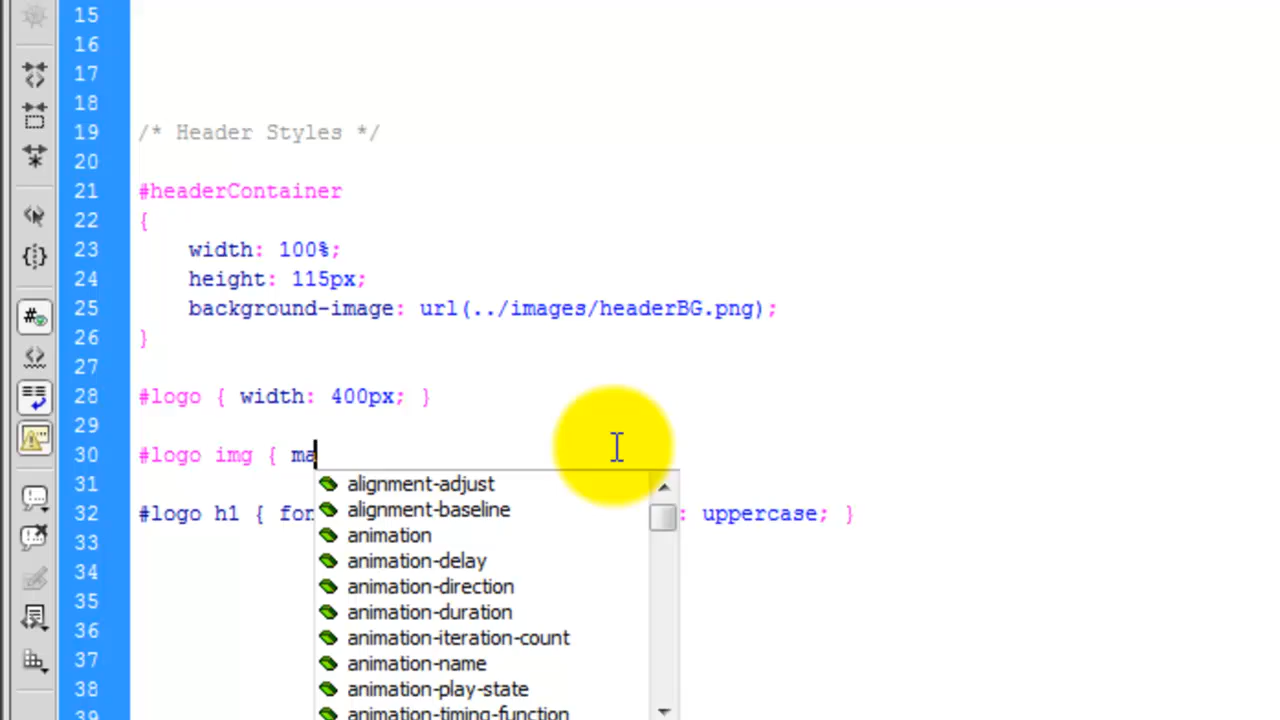 15
16
17
18
19 /* Header Styles */
20
21 #headerContainer
22 {
23 width: 100%;
24 height: 115px;
25 background-image: url(../images/headerBG.png);
26 }
27
28 #logo { width: 400px; }
29
30 #logo img { ma
31 alignment-adjust
alignment-baseline
32 #logo h1 { for : uppercase; }
33 animation
34 animation-delay
animation-direction
35 animation-duration
36 animation-iteration-count
37 animation-name
38 animation-play-state
39 animation-timing-function